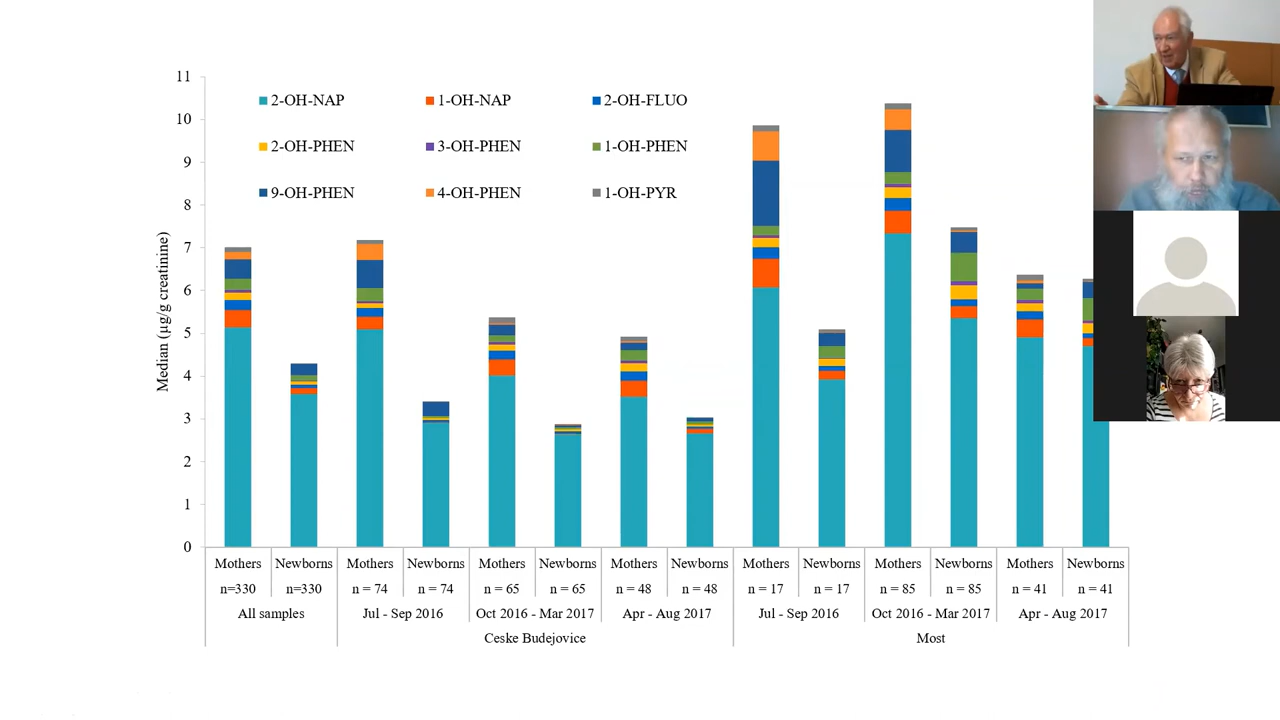 11
10
9
8
7
6
5
4
3
2
1
0
Median (µg/g creatinine)
2-OH-NAP 1-OH-NAP 2-OH-FLUO
2-OH-PHEN 3-OH-PHEN 1-OH-PHEN
9-OH-PHEN 4-OH-PHEN 1-OH-PYR
Mothers Newborns Mothers Newborns Mothers Newborns Mothers Newborns Mothers Newborns Mothers Newborns Mothers Newborns
n=330 n=330 n = 74 n = 74 n = 65 n = 65 n = 48 n = 48 n = 17 n = 17 n = 85 n = 85 n = 41 n = 41
All samples Jul - Sep 2016 Oct 2016 - Mar 2017 Apr - Aug 2017 Jul - Sep 2016 Oct 2016 - Mar 2017 Apr - Aug 2017
Ceske Budejovice Most